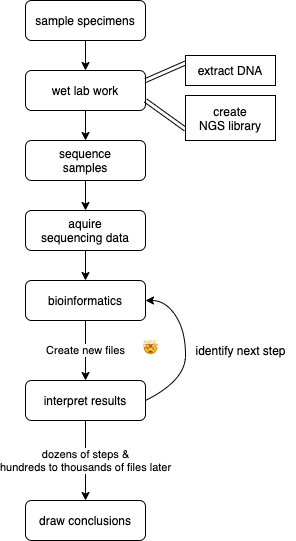 sample specimens
wet lab work
extract DNA
create
NGS library
sequence
samples
aquire
sequencing data
bioinformatics
Create new files
identify next step
interpret results
dozens of steps &
hundreds to thousands of files later
draw conclusions